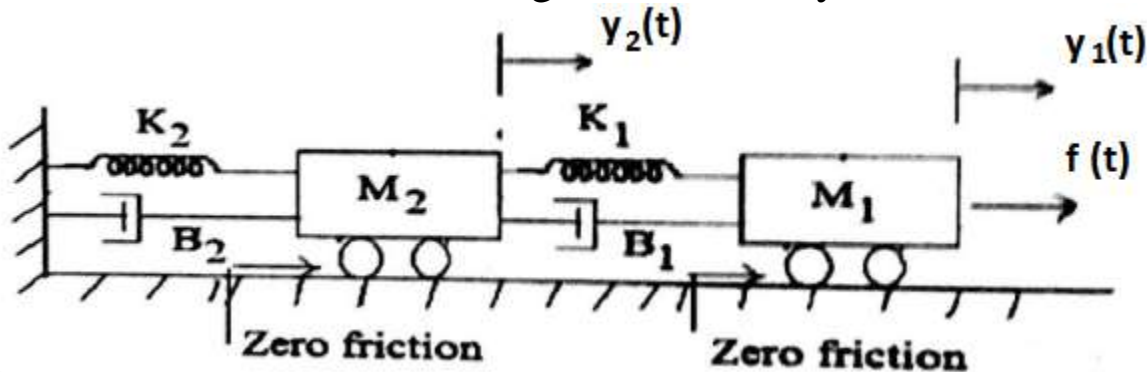 y₂(t)
y₁(t)
K₂
K₁
f (t)
M₂
M₁
B₂
B₁
Zero friction
Zero friction